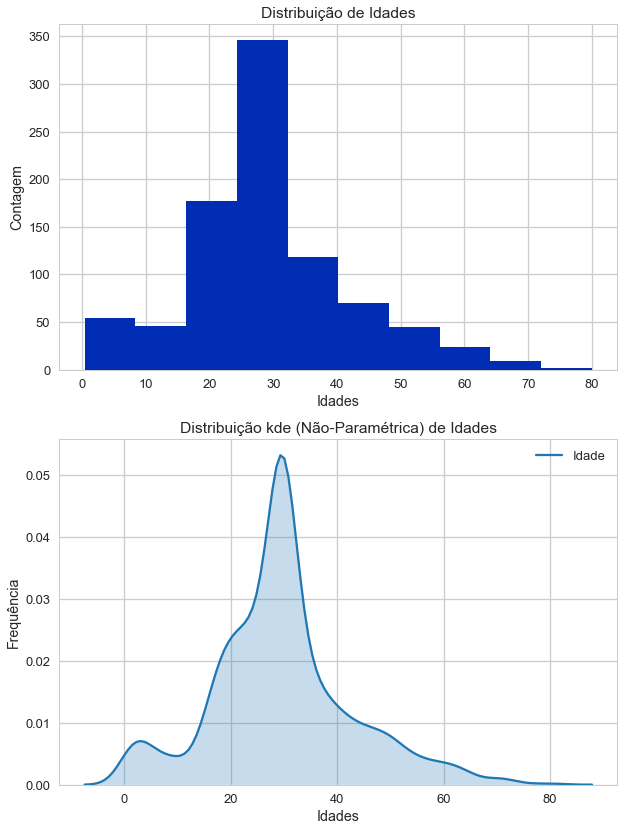 Distribuição de Idades
350
300
250
200
150
100
50
0
Contagem
0 10 20 30 40 50 60 70 80
Idades
Distribuição kde (Não-Paramétrica) de Idades
Idade
0.05
0.04
0.03
0.02
0.01
0.00
Frequência
0 20 40 60 80
Idades